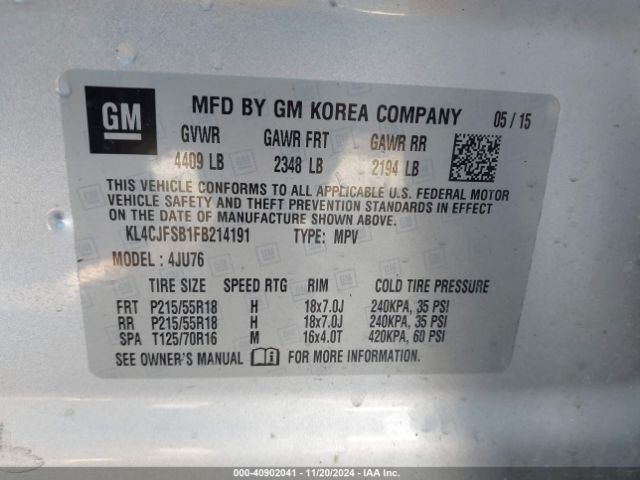 GM
MFD BY GM KOREA COMPANY 05 / 15
GVWR GAWR FRT GAWR RR
4409 LB 2348 LB 2194 LB
THIS VEHICLE CONFORMS TO ALL APPLICABLE U.S. FEDERAL MOTOR
VEHICLE SAFETY AND THEFT PREVENTION STANDARDS IN EFFECT
ON THE DATE OF MANUFACTURE SHOWN ABOVE.
KL4CJFSB1FB214191 TYPE: MPV
MODEL : 4JU76
TIRE SIZE SPEED RTG RIM COLD TIRE PRESSURE
FRT P215/55R18 H 18x7.0J 240KPA, 35 PSI
RR P215/55R18 H 18x7.0J 240KPA, 35 PSI
SPA T125/70R16 M 16x4.0T 420KPA, 60 PSI
SEE OWNER'S MANUAL FOR MORE INFORMATION.
000-40902041 - 11/20/2024 - IAA Inc.